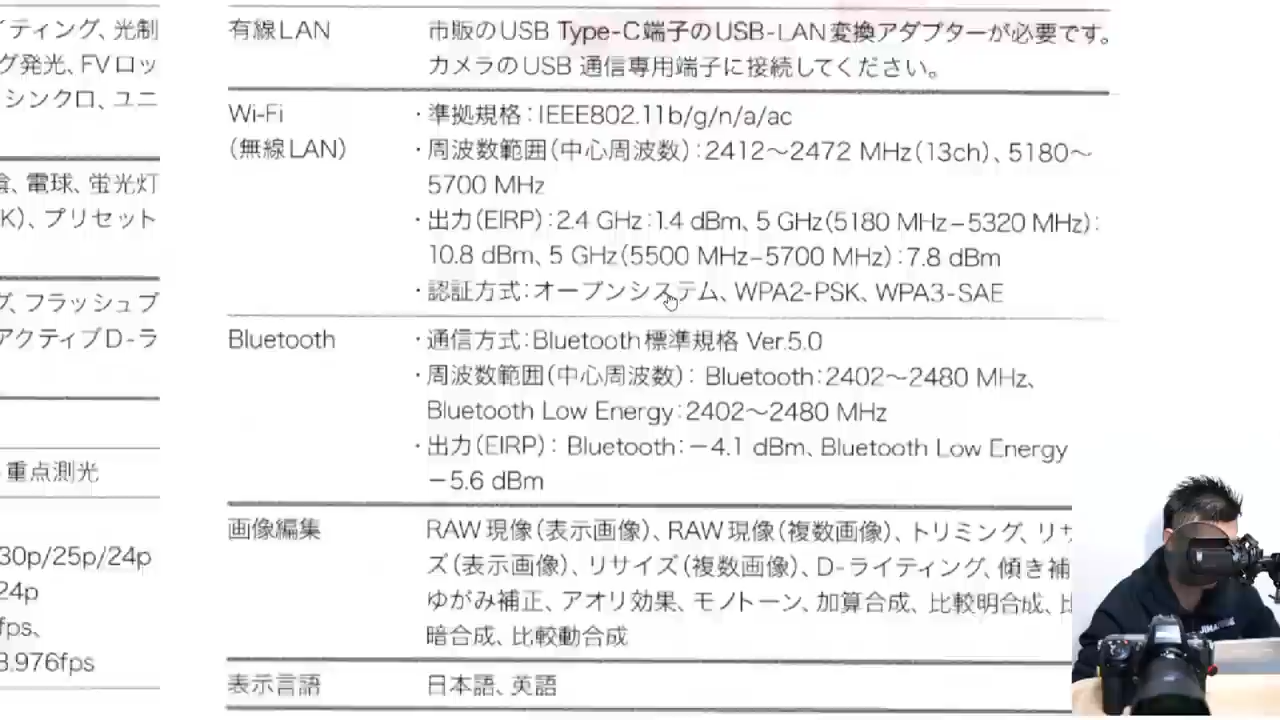 ティング、光制
グ発光、FVロッ
シンクロ、ユニ
、電球、蛍光灯
K）、プリセット
グ、フラッシュブ
アクティブD-ラ
重点測光
30p/25p/24p
24p
fps、
3.976fps
有線LAN
市販のUSB Type-C端子のUSB-LAN変換アダプターが必要です。
カメラのUSB 通信専用端子に接続してください。
Wi-Fi
（無線LAN）
・準拠規格：IEEE802.11b/g/n/a/ac
・周波数範囲（中心周波数）：2412～2472 MHz（13ch）、5180～
5700 MHz
・出力（EIRP）：2.4 GHz：1.4 dBm、5 GHz（5180 MHz–5320 MHz）：
10.8 dBm、5 GHz（5500 MHz–5700 MHz）：7.8 dBm
・認証方式：オープンシステム、WPA2-PSK、WPA3-SAE
Bluetooth
・通信方式：Bluetooth標準規格 Ver.5.0
・周波数範囲（中心周波数）： Bluetooth：2402～2480 MHz、
Bluetooth Low Energy：2402～2480 MHz
・出力（EIRP）： Bluetooth：－4.1 dBm、Bluetooth Low Energy
－5.6 dBm
画像編集
RAW現像（表示画像）、RAW現像（複数画像）、トリミング、リサ
ズ（表示画像）、リサイズ（複数画像）、D-ライティング、傾き補
ゆがみ補正、アオリ効果、モノトーン、加算合成、比較明合成、比
暗合成、比較動合成
表示言語
日本語、英語